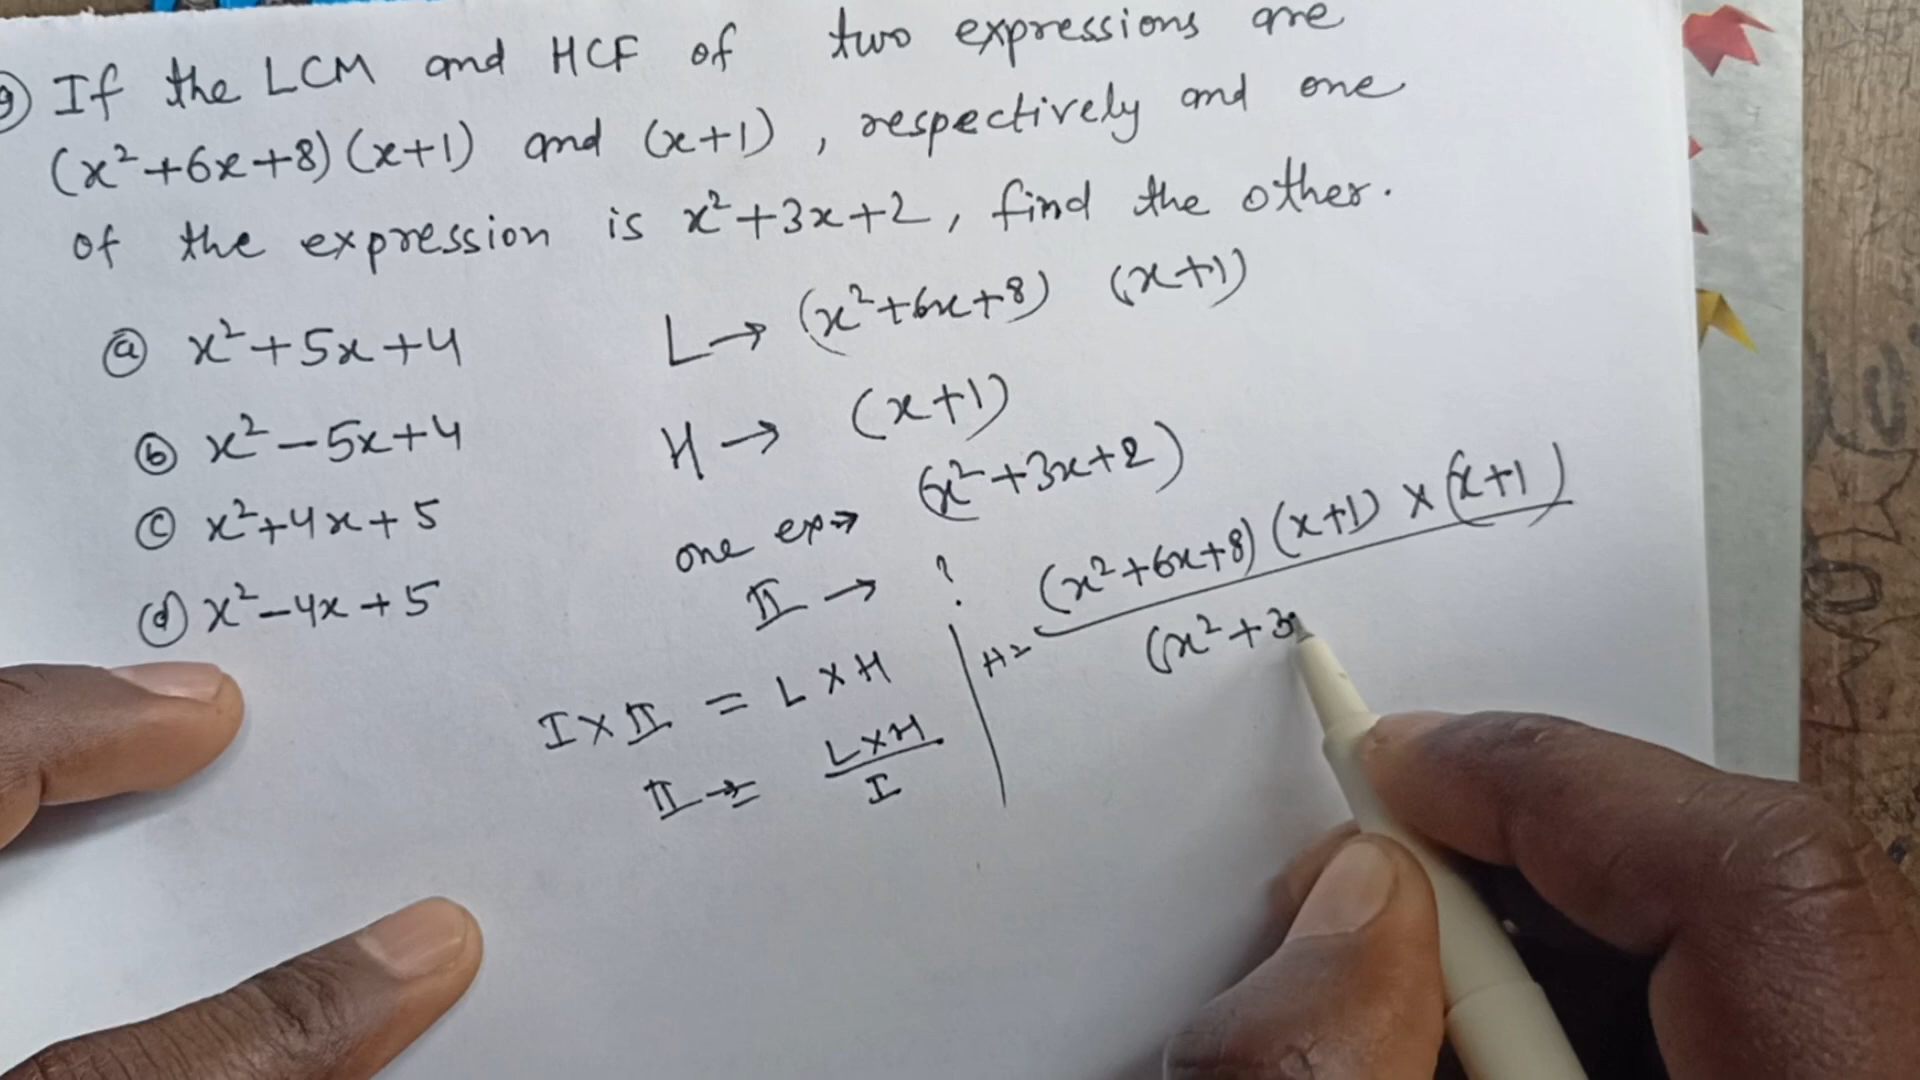 9) If the LCM and HCF of two expressions are
(x²+6x+8)(x+1) and (x+1), respectively and one
of the expression is x²+3x+2, find the other.
ⓐ x²+5x+4
ⓑ x²-5x+4
ⓒ x²+4x+5
ⓓ x²-4x+5
L→ (x²+6x+8) (x+1)
H→ (x+1)
one exp→ (x²+3x+2)
II→ ?
I×II = L×H
II = L×H / I
II = (x²+6x+8)(x+1)×(x+1) / (x²+3x